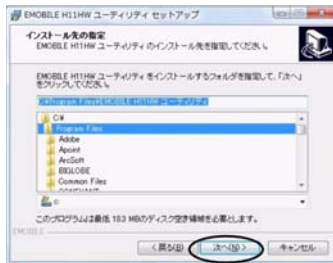 EMOBILE H11HW ユーティリティ セットアップ
インストール先の指定
EMOBILE H11HW ユーティリティのインストール先を指定してください。
EMOBILE H11HW ユーティリティ をインストールするフォルダを指定して、「次へ」
をクリックしてください。
C:¥Program Files¥EMOBILE H11HW ユーティリティ
C:¥
Program Files
Adobe
Apoint
ArcSoft
BIGLOBE
Common Files
c:
このプログラムは最低 183 MBのディスク空き領域を必要とします。
EMOBILE
< 戻る(B)
次へ(N) >
キャンセル